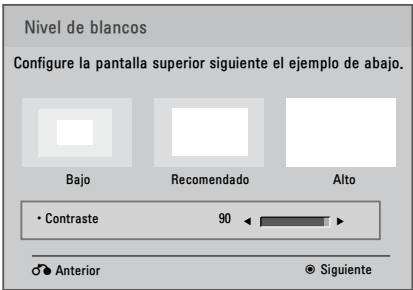 Nivel de blancos
Configure la pantalla superior siguiente el ejemplo de abajo.
Bajo Recomendado Alto
• Contraste 90
Anterior Siguiente